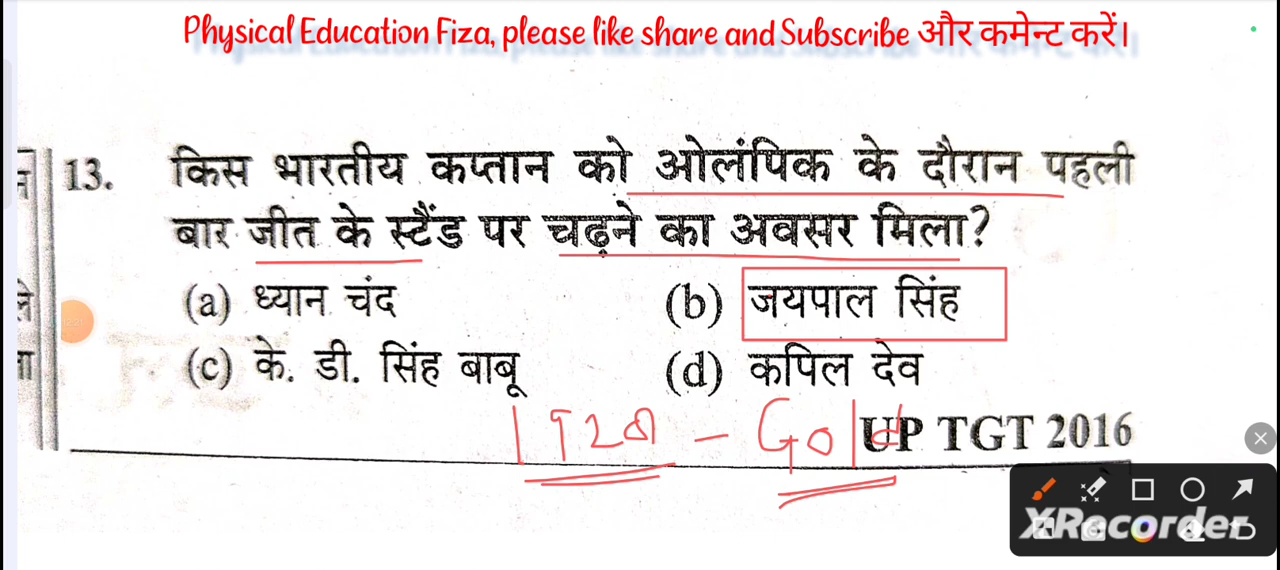 Physical Education Fiza, please like share and Subscribe और कमेन्ट करें।
13. किस भारतीय कप्तान को ओलंपिक के दौरान पहली
बार जीत के स्टैंड पर चढ़ने का अवसर मिला?
(a) ध्यान चंद (b) जयपाल सिंह
(c) के. डी. सिंह बाबू (d) कपिल देव
1928 - Gold
UP TGT 2016
XRecorder